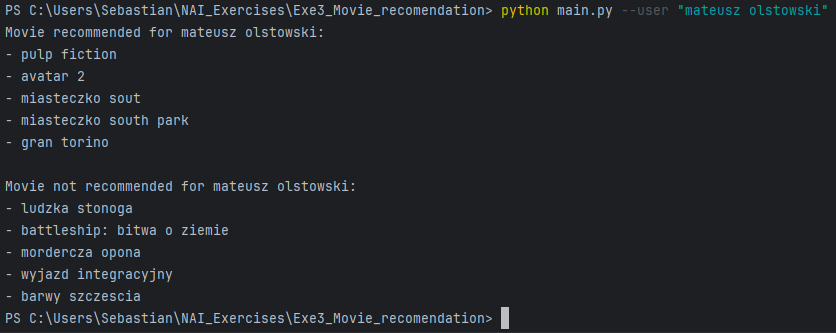 PS C:\Users\Sebastian\NAI_Exercises\Exe3_Movie_recomendation> python main.py --user "mateusz olstowski"
Movie recommended for mateusz olstowski:
- pulp fiction
- avatar 2
- miasteczko sout
- miasteczko south park
- gran torino
Movie not recommended for mateusz olstowski:
- ludzka stonoga
- battleship: bitwa o ziemie
- mordercza opona
- wyjazd integracyjny
- barwy szczescia
PS C:\Users\Sebastian\NAI_Exercises\Exe3_Movie_recomendation>